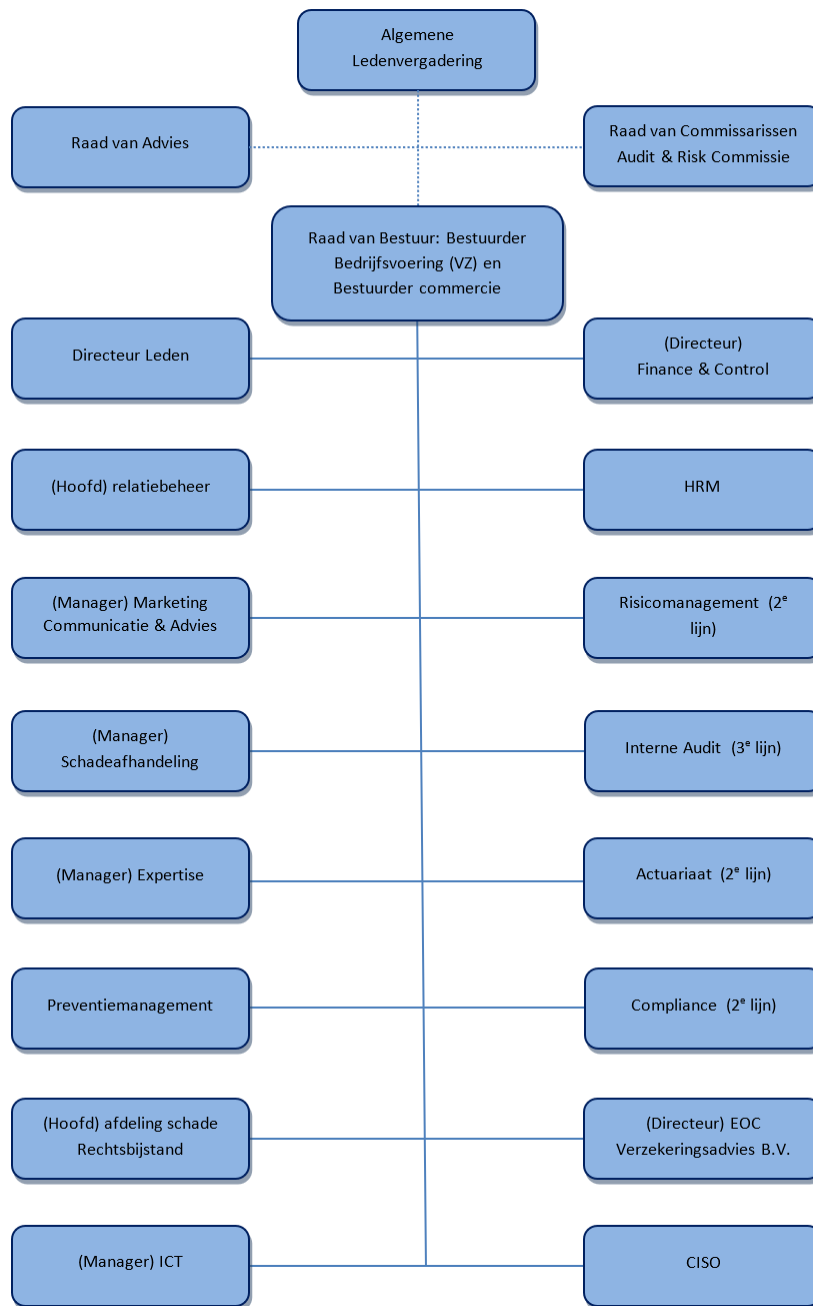 Algemene
Ledenvergadering
Raad van Advies
Raad van Commissarissen
Audit & Risk Commissie
Raad van Bestuur: Bestuurder
Bedrijfsvoering (VZ) en
Bestuurder commercie
Directeur Leden
(Directeur)
Finance & Control
(Hoofd) relatiebeheer
HRM
(Manager) Marketing
Communicatie & Advies
Risicomanagement (2ᵉ
lijn)
(Manager)
Schadeafhandeling
Interne Audit (3ᵉ lijn)
(Manager) Expertise
Actuariaat (2ᵉ lijn)
Preventiemanagement
Compliance (2ᵉ lijn)
(Hoofd) afdeling schade
Rechtsbijstand
(Directeur) EOC
Verzekeringsadvies B.V.
(Manager) ICT
CISO